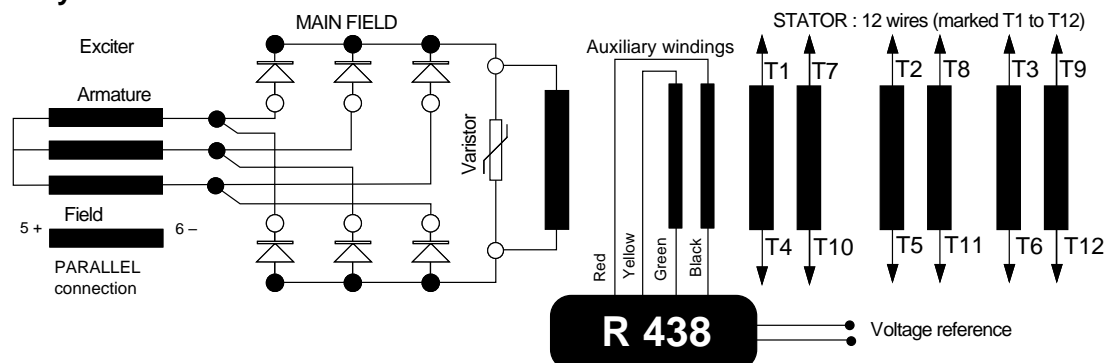 MAIN FIELD
STATOR : 12 wires (marked T1 to T12)
Exciter
Auxiliary windings
T1 T7 T2 T8 T3 T9
Armature
Varistor
Field
5 + 6 –
T4 T10 T5 T11 T6 T12
Red
Yellow
Green
Black
PARALLEL
connection
R 438
Voltage reference